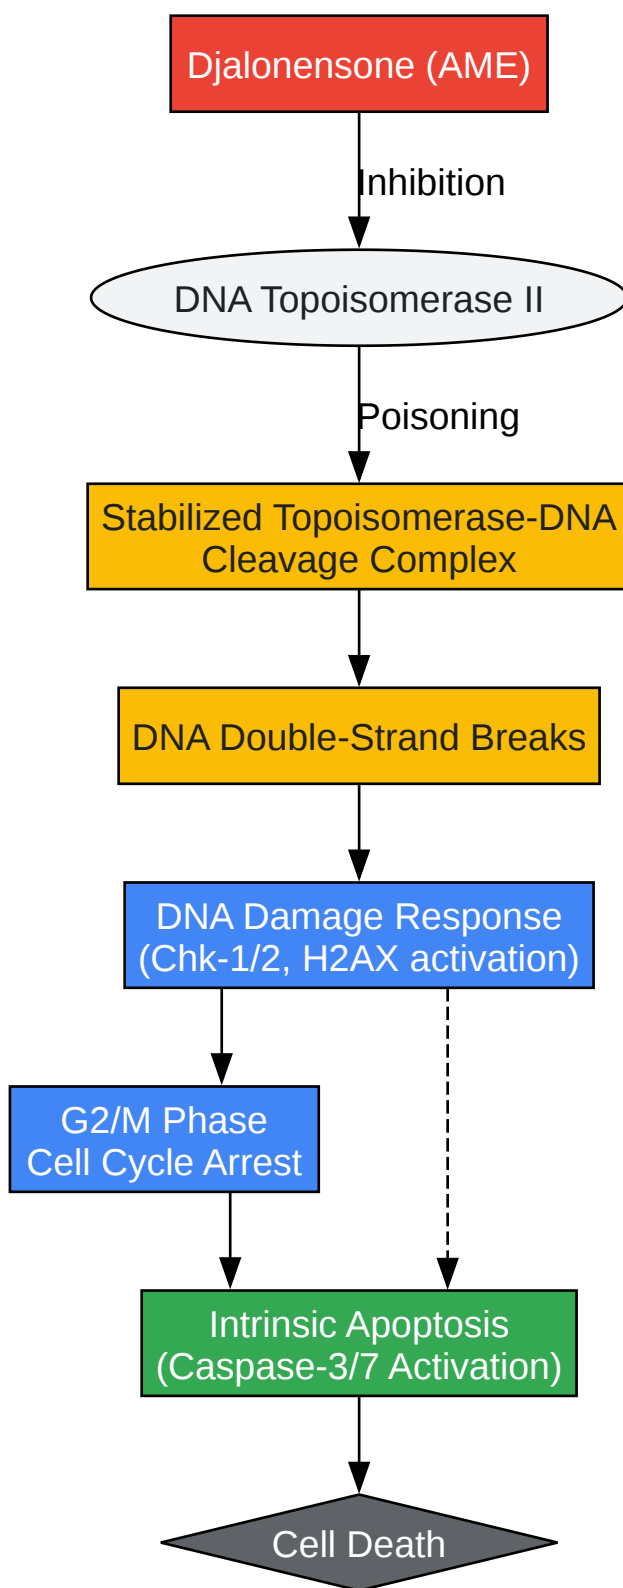 Djalonensone (AME)
Inhibition
DNA Topoisomerase II
Poisoning
Stabilized Topoisomerase-DNA
Cleavage Complex
DNA Double-Strand Breaks
DNA Damage Response
(Chk-1/2, H2AX activation)
G2/M Phase
Cell Cycle Arrest
Intrinsic Apoptosis
(Caspase-3/7 Activation)
Cell Death